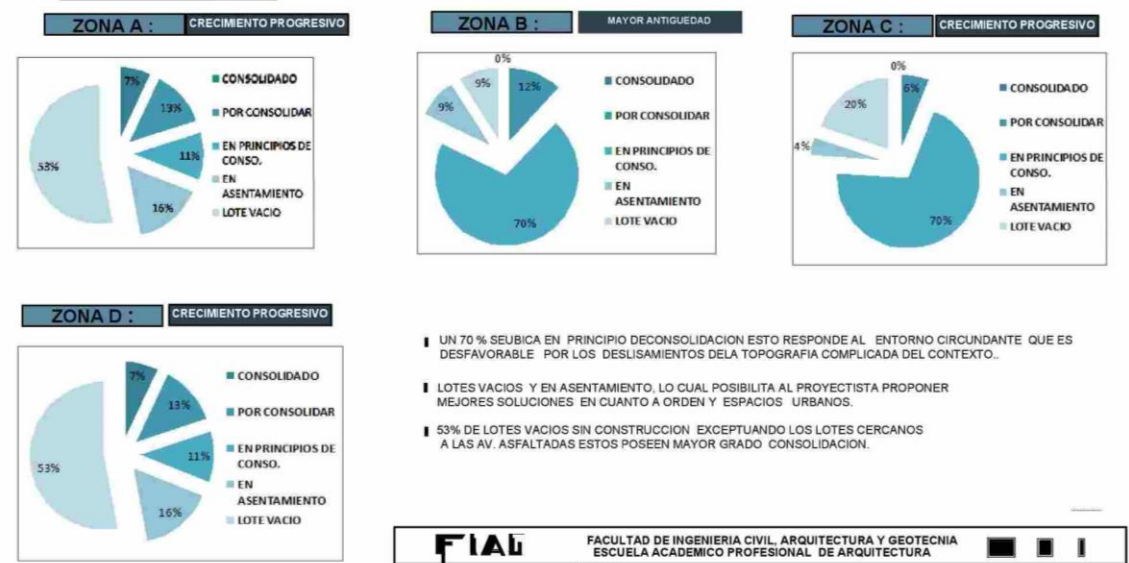 ZONA A :
CRECIMIENTO PROGRESIVO
7%
13%
11%
16%
53%
CONSOLIDADO
POR CONSOLIDAR
EN PRINCIPIOS DE
CONSO.
EN
ASENTAMIENTO
LOTE VACIO
ZONA B :
MAYOR ANTIGUEDAD
0%
12%
70%
9%
9%
CONSOLIDADO
POR CONSOLIDAR
EN PRINCIPIOS DE
CONSO.
EN
ASENTAMIENTO
LOTE VACIO
ZONA C :
CRECIMIENTO PROGRESIVO
0%
6%
70%
4%
20%
CONSOLIDADO
POR CONSOLIDAR
EN PRINCIPIOS DE
CONSO.
EN
ASENTAMIENTO
LOTE VACIO
ZONA D :
CRECIMIENTO PROGRESIVO
7%
13%
11%
16%
53%
CONSOLIDADO
POR CONSOLIDAR
EN PRINCIPIOS DE
CONSO.
EN
ASENTAMIENTO
LOTE VACIO
UN 70 % SEUBICA EN PRINCIPIO DECONSOLIDACION ESTO RESPONDE AL ENTORNO CIRCUNDANTE QUE ES
DESFAVORABLE POR LOS DESLISAMIENTOS DELA TOPOGRAFIA COMPLICADA DEL CONTEXTO..
LOTES VACIOS Y EN ASENTAMIENTO, LO CUAL POSIBILITA AL PROYECTISTA PROPONER
MEJORES SOLUCIONES EN CUANTO A ORDEN Y ESPACIOS URBANOS.
53% DE LOTES VACIOS SIN CONSTRUCCION EXCEPTUANDO LOS LOTES CERCANOS
A LAS AV. ASFALTADAS ESTOS POSEEN MAYOR GRADO CONSOLIDACION.
FACULTAD DE INGENIERIA CIVIL, ARQUITECTURA Y GEOTECNIA
ESCUELA ACADEMICO PROFESIONAL DE ARQUITECTURA